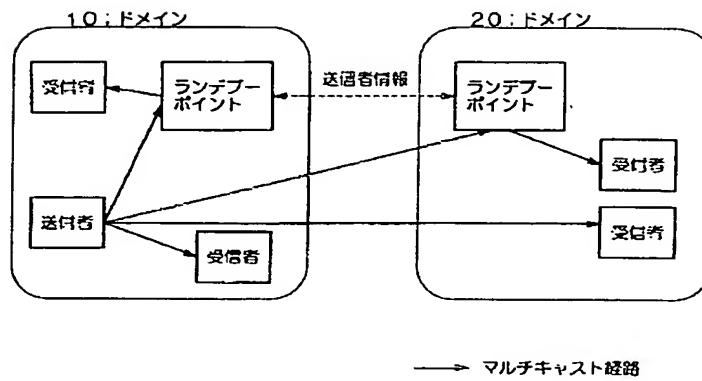 10;ドメイン
20;ドメイン
受付者
ランデブー
ポイント
送信者情報
ランデブー
ポイント
受付者
送付者
受信者
受信者
マルチキャスト経路